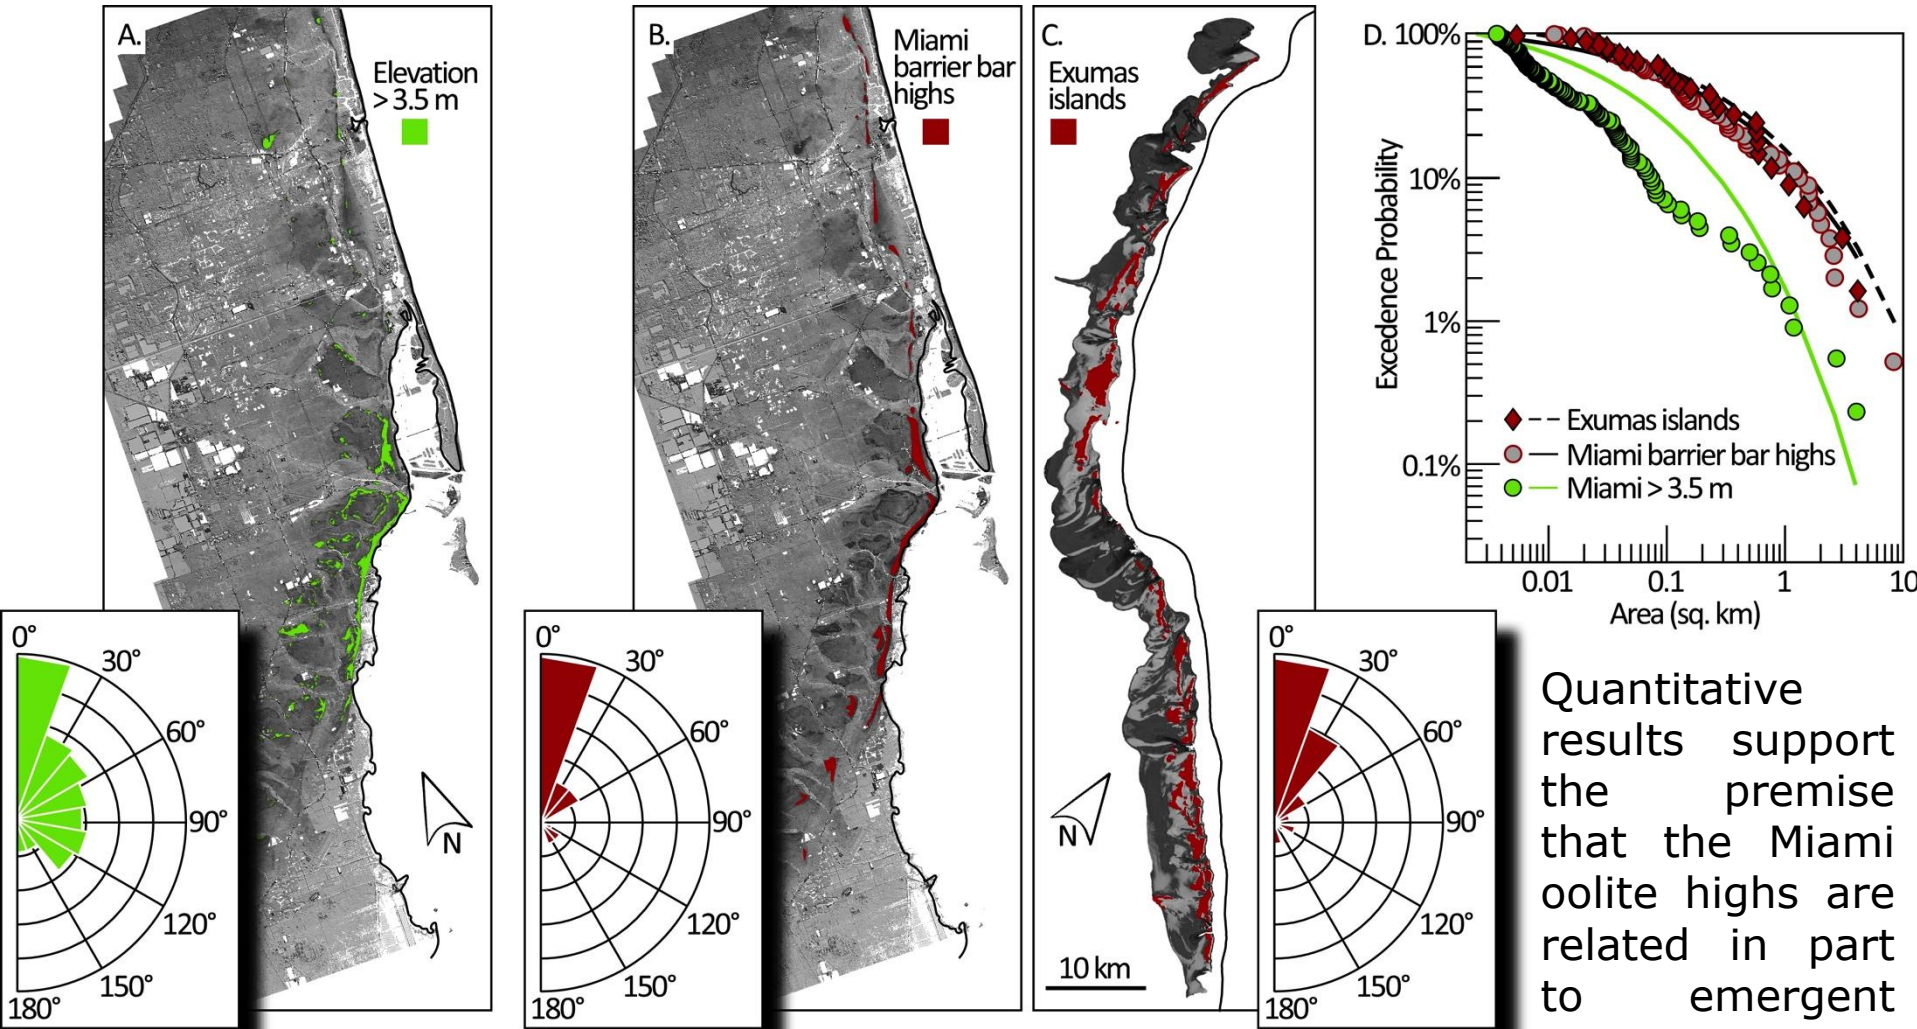 A.
Elevation
> 3.5 m
B.
Miami
barrier bar
highs
C.
Exumas
islands
D.
100%
10%
1%
0.1%
Excedence Probability
Exumas islands
Miami barrier bar highs
Miami > 3.5 m
0.01
0.1
1
10
Area (sq. km)
0°
30°
60°
90°
120°
150°
180°
N
0°
30°
60°
90°
120°
150°
180°
N
10 km
0°
30°
60°
90°
120°
150°
180°
Quantitative
results support
the premise
that the Miami
oolite highs are
related in part
to emergent